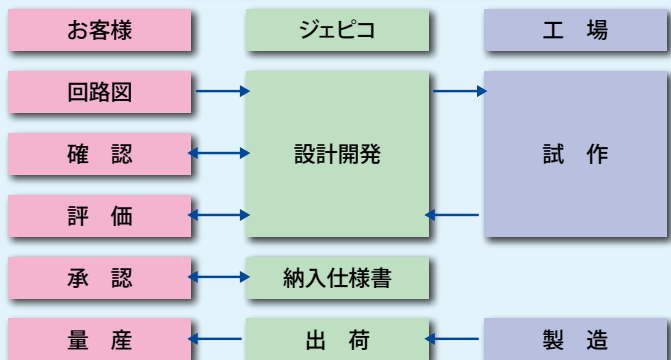 お客様
ジェピコ
工　場
回路図
設計開発
試　作
確　認
評　価
承　認
納入仕様書
量　産
出　荷
製　造